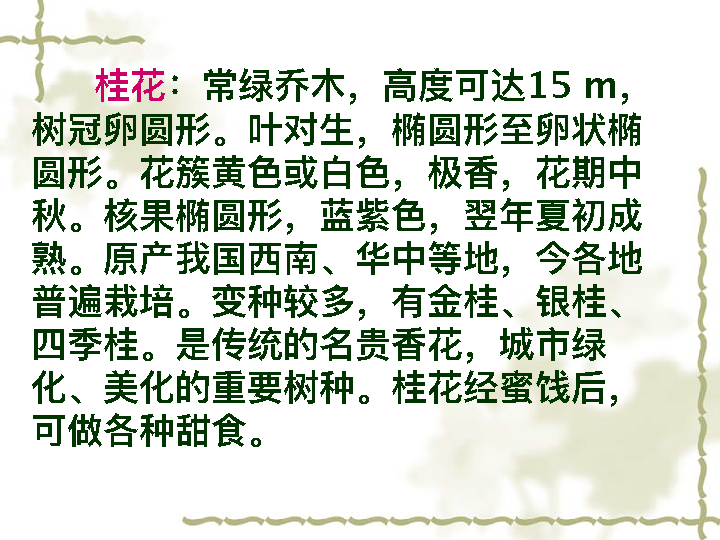 桂花：常绿乔木，高度可达15 m，
树冠卵圆形。叶对生，椭圆形至卵状椭
圆形。花簇黄色或白色，极香，花期中
秋。核果椭圆形，蓝紫色，翌年夏初成
熟。原产我国西南、华中等地，今各地
普遍栽培。变种较多，有金桂、银桂、
四季桂。是传统的名贵香花，城市绿
化、美化的重要树种。桂花经蜜饯后，
可做各种甜食。